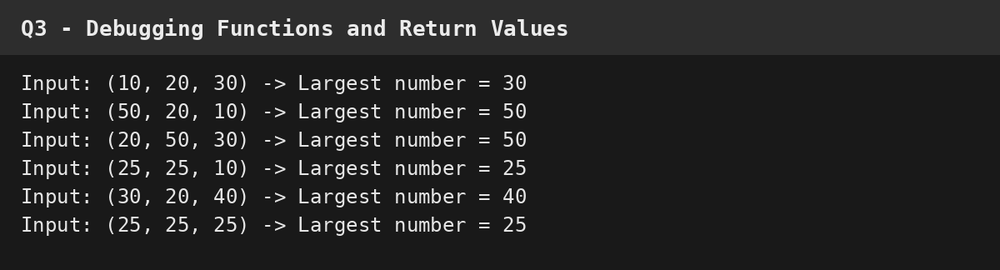 Q3 - Debugging Functions and Return Values
Input: (10, 20, 30) -> Largest number = 30
Input: (50, 20, 10) -> Largest number = 50
Input: (20, 50, 30) -> Largest number = 50
Input: (25, 25, 10) -> Largest number = 25
Input: (30, 20, 40) -> Largest number = 40
Input: (25, 25, 25) -> Largest number = 25